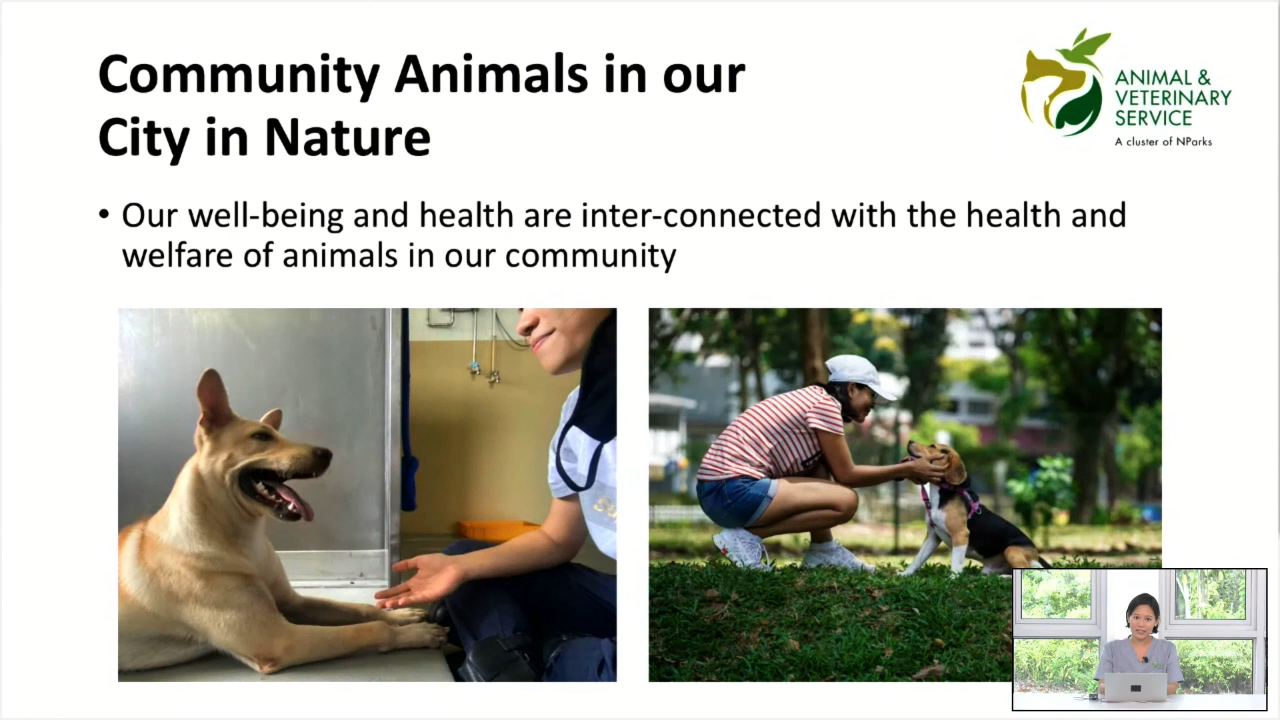 Community Animals in our
City in Nature
ANIMAL &
VETERINARY
SERVICE
A cluster of NParks
• Our well-being and health are inter-connected with the health and
welfare of animals in our community